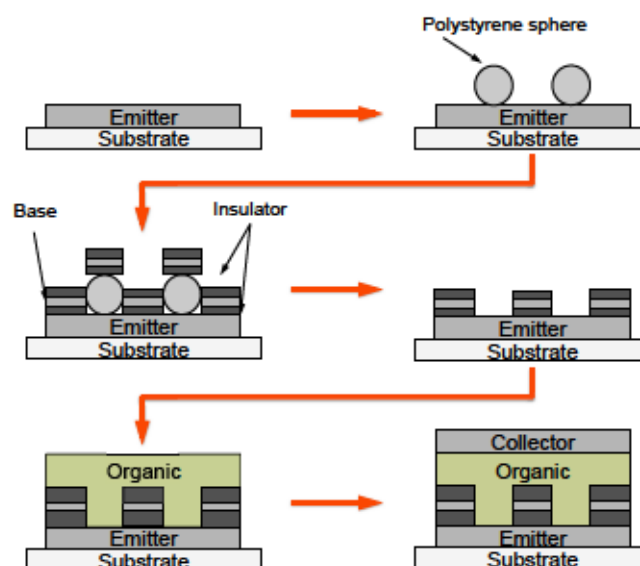 Polystyrene sphere
Emitter
Substrate
Emitter
Substrate
Base
Insulator
Emitter
Substrate
Emitter
Substrate
Organic
Emitter
Substrate
Collector
Organic
Emitter
Substrate